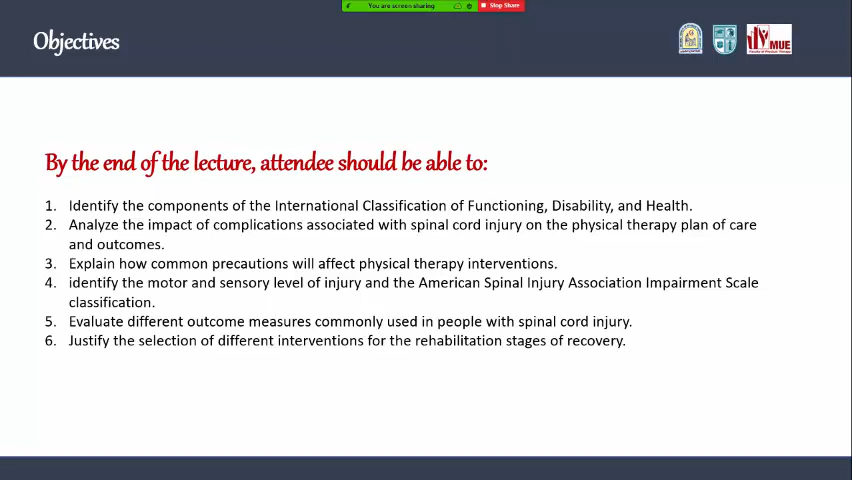 You are screen sharing
Stop Share
Objectives
MUE
By the end of the lecture, attendee should be able to:
1. Identify the components of the International Classification of Functioning, Disability, and Health.
2. Analyze the impact of complications associated with spinal cord injury on the physical therapy plan of care
and outcomes.
3. Explain how common precautions will affect physical therapy interventions.
4. identify the motor and sensory level of injury and the American Spinal Injury Association Impairment Scale
classification.
5. Evaluate different outcome measures commonly used in people with spinal cord injury.
6. Justify the selection of different interventions for the rehabilitation stages of recovery.